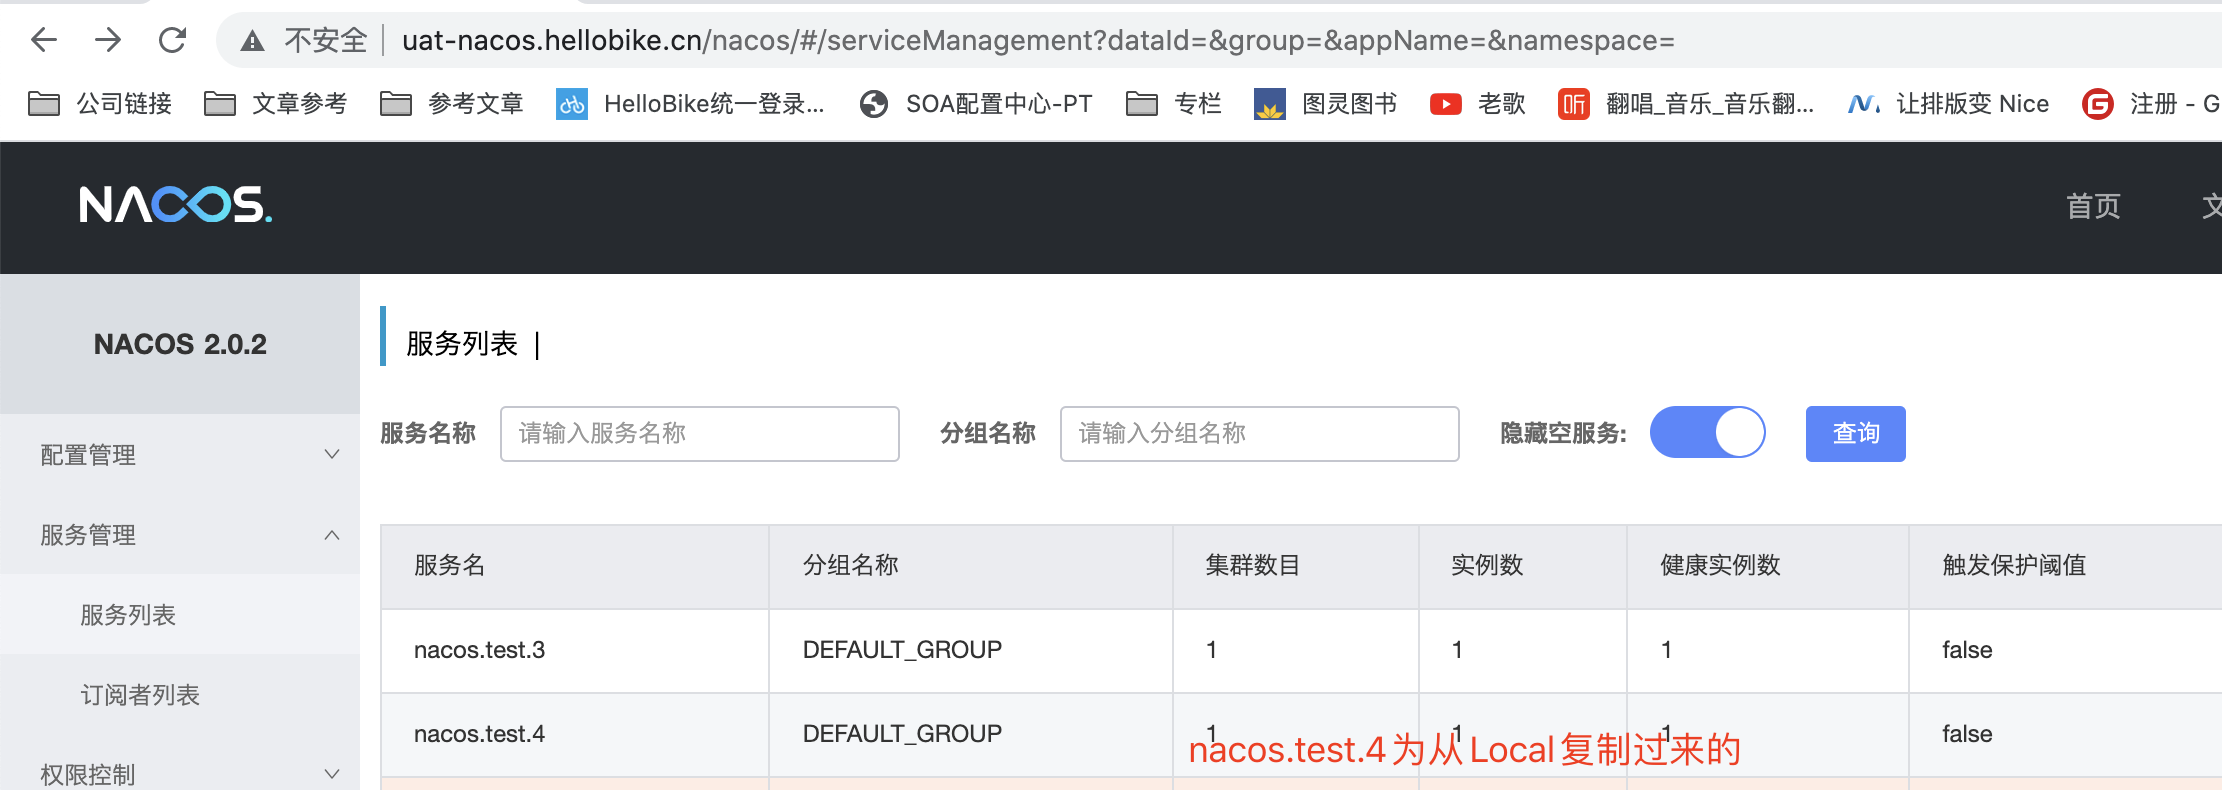 不安全 uat-nacos.hellobike.cn/nacos/#/serviceManagement?dataId=&group=&appName=&namespace=
公司链接 文章参考 参考文章 HelloBike统一登录... SOA配置中心-PT 专栏 图灵图书 老歌 翻唱_音乐_音乐翻... 让排版变 Nice 注册 - G
NACOS. 首页 文
NACOS 2.0.2
服务列表 |
服务名称 请输入服务名称 分组名称 请输入分组名称 隐藏空服务: 查询
配置管理
服务管理
服务列表
订阅者列表
权限控制
服务名 分组名称 集群数目 实例数 健康实例数 触发保护阈值
nacos.test.3 DEFAULT_GROUP 1 1 1 false
nacos.test.4 DEFAULT_GROUP 1 1 1 false
nacos.test.4为从Local复制过来的